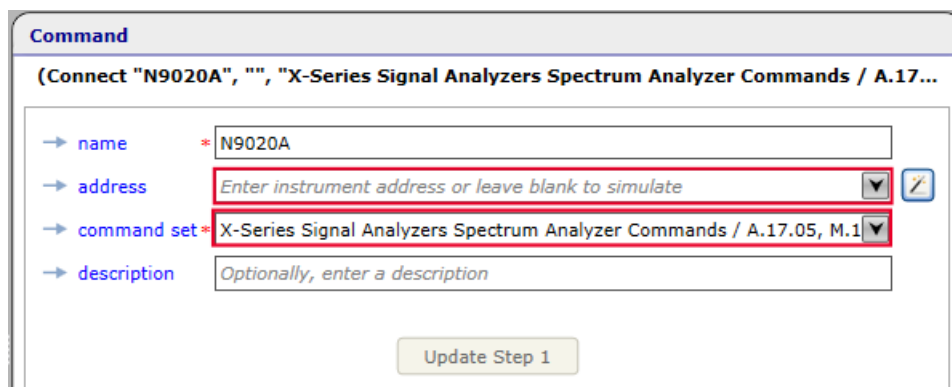 Command
(Connect "N9020A", "", "X-Series Signal Analyzers Spectrum Analyzer Commands / A.17...
name * N9020A
address Enter instrument address or leave blank to simulate
command set * X-Series Signal Analyzers Spectrum Analyzer Commands / A.17.05, M.1
description Optionally, enter a description
Update Step 1